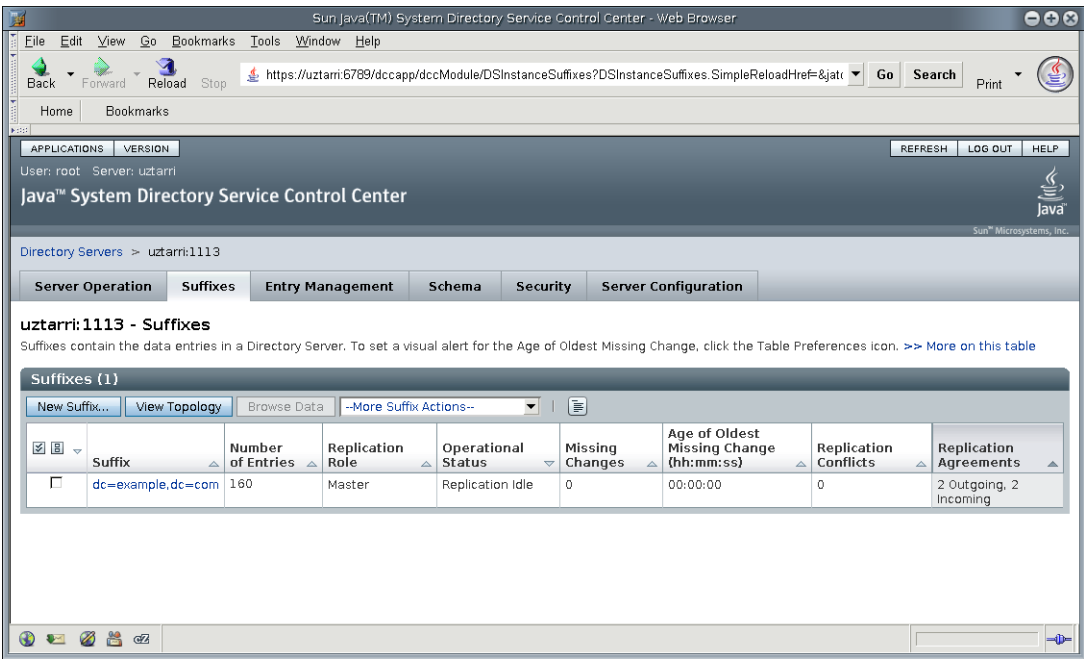 Sun Java(TM) System Directory Service Control Center - Web Browser
File Edit View Go Bookmarks Tools Window Help
Back Forward Reload Stop https://uztarri:6789/dccapp/dccModule/DSInstanceSuffixes?DSInstanceSuffixes.SimpleReloadHref=&jat Go Search Print
Home Bookmarks
APPLICATIONS VERSION REFRESH LOG OUT HELP
User: root Server: uztarri
Java™ System Directory Service Control Center
Java™
Sun™ Microsystems, Inc.
Directory Servers > uztarri:1113
Server Operation Suffixes Entry Management Schema Security Server Configuration
uztarri:1113 - Suffixes
Suffixes contain the data entries in a Directory Server. To set a visual alert for the Age of Oldest Missing Change, click the Table Preferences icon. >> More on this table
Suffixes (1)
New Suffix... View Topology Browse Data --More Suffix Actions--
Suffix
Number of Entries
Replication Role
Operational Status
Missing Changes
Age of Oldest Missing Change (hh:mm:ss)
Replication Conflicts
Replication Agreements
dc=example,dc=com 160 Master Replication Idle 0 00:00:00 0 2 Outgoing, 2
Incoming